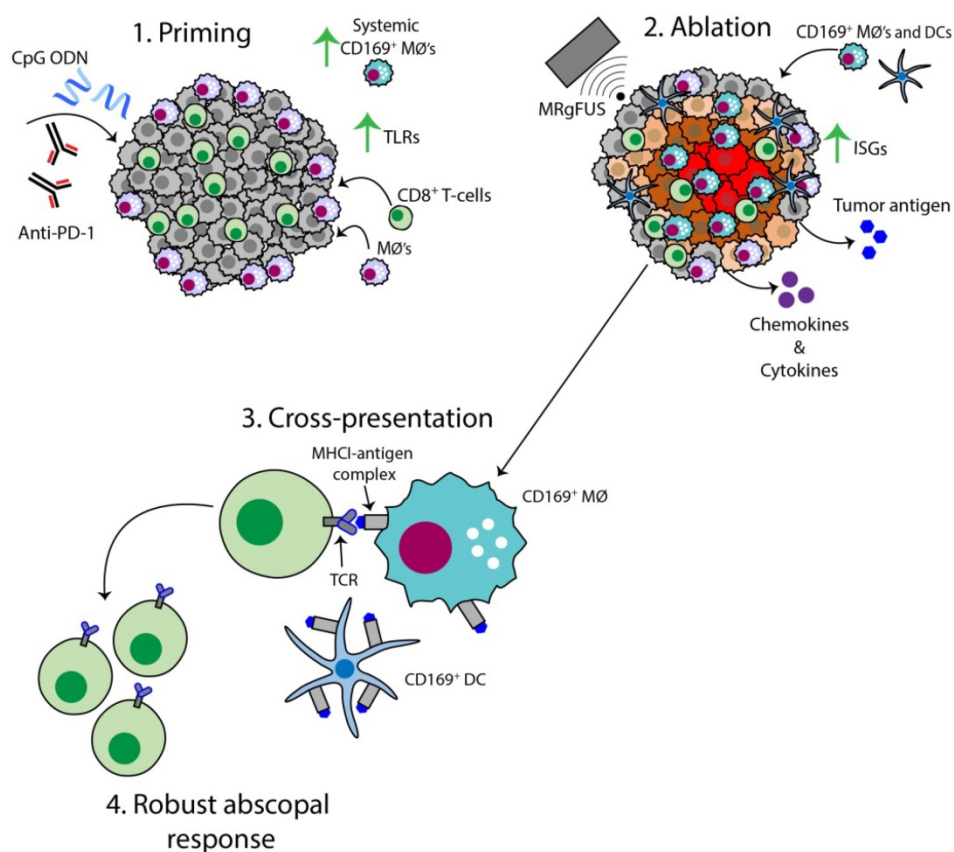 1. Priming
CpG ODN
Anti-PD-1
Systemic
CD169⁺ MØ's
TLRs
CD8⁺ T-cells
MØ's
2. Ablation
MRgFUS
CD169⁺ MØ's and DCs
ISGs
Tumor antigen
Chemokines
&
Cytokines
3. Cross-presentation
MHCI-antigen
complex
CD169⁺ MØ
TCR
CD169⁺ DC
4. Robust abscopal
response